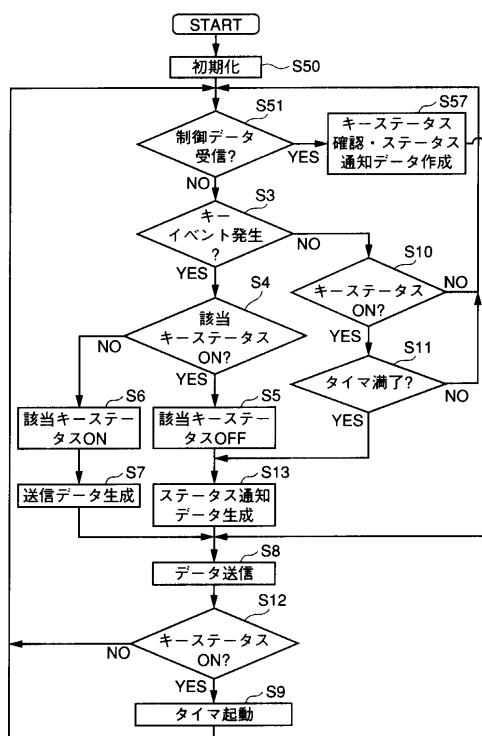 START
初期化
S50
S51
制御データ
受信?
YES
NO
S57
キーステータス
確認・ステータス
通知データ作成
S3
キー
イベント発生
?
NO
YES
S10
キーステータス
ON?
NO
YES
S4
該当
キーステータス
ON?
NO
YES
S11
タイマ満了?
NO
YES
S6
該当キーステー
タスON
S5
該当キーステー
タスOFF
S7
送信データ生成
S13
ステータス通知
データ生成
S8
データ送信
S12
キーステータス
ON?
NO
YES
S9
タイマ起動